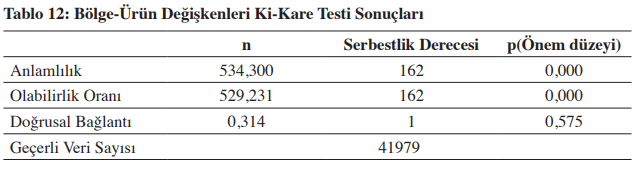 Tablo 12: Bölge-Ürün Değişkenleri Ki-Kare Testi Sonuçları
n Serbestlik Derecesi p(Önem düzeyi)
Anlamlılık 534,300 162 0,000
Olabilirlik Oranı 529,231 162 0,000
Doğrusal Bağlantı 0,314 1 0,575
Geçerli Veri Sayısı 41979